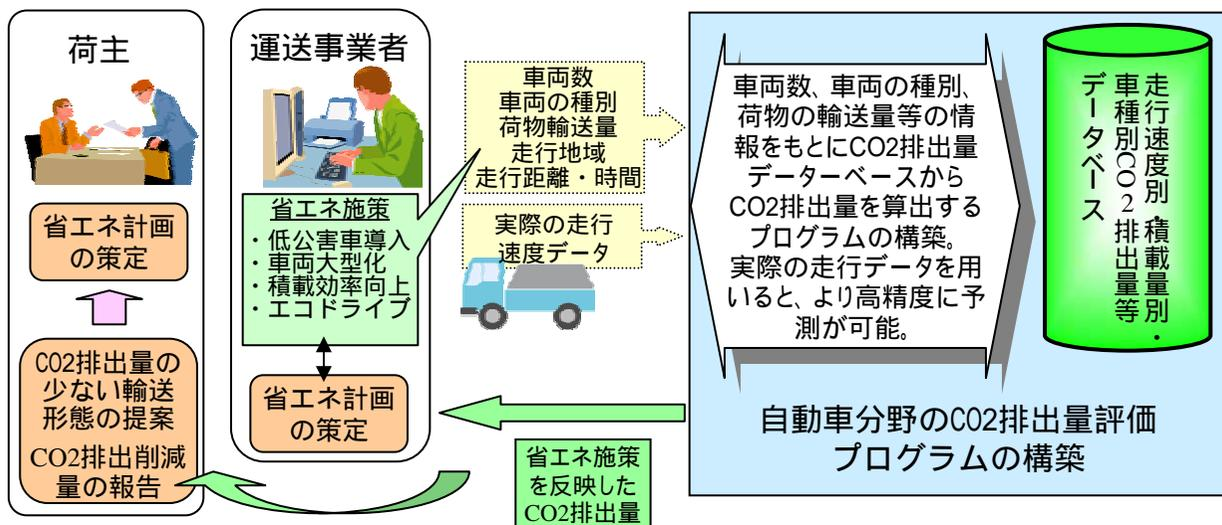 荷主
省エネ計画
の策定
CO2排出量の
少ない輸送
形態の提案
CO2排出削減
量の報告
運送事業者
省エネ施策
・低公害車導入
・車両大型化
・積載効率向上
・エコドライブ
省エネ計画
の策定
車両数
車両の種別
荷物輸送量
走行地域
走行距離・時間
実際の走行
速度データ
省エネ施策
を反映した
CO2排出量
車両数、車両の種別、
荷物の輸送量等の情
報をもとにCO2排出量
データーベースから
CO2排出量を算出する
プログラムの構築。
実際の走行データを用
いると、より高精度に予
測が可能。
走行速度別・積載量別・
車種別CO2排出量等
データベース
自動車分野のCO2排出量評価
プログラムの構築